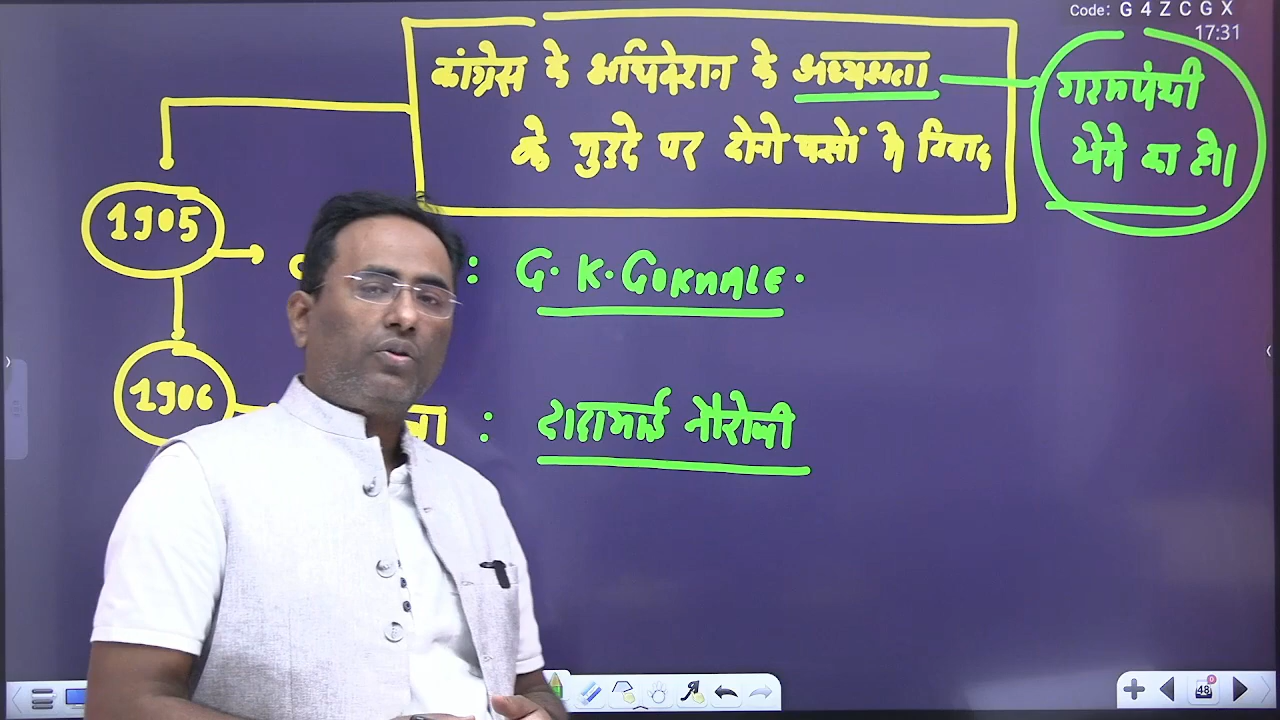 Code: G 4 Z C G X
17:31
कांग्रेस के अधिवेशन के अध्यक्षता
के मुद्दे पर दोनो पक्षों में विवाद
गरमपंथी
खेमे का हो।
1905
: G. K. GOKHALE.
1906
: दादाभाई नौरोजी
48